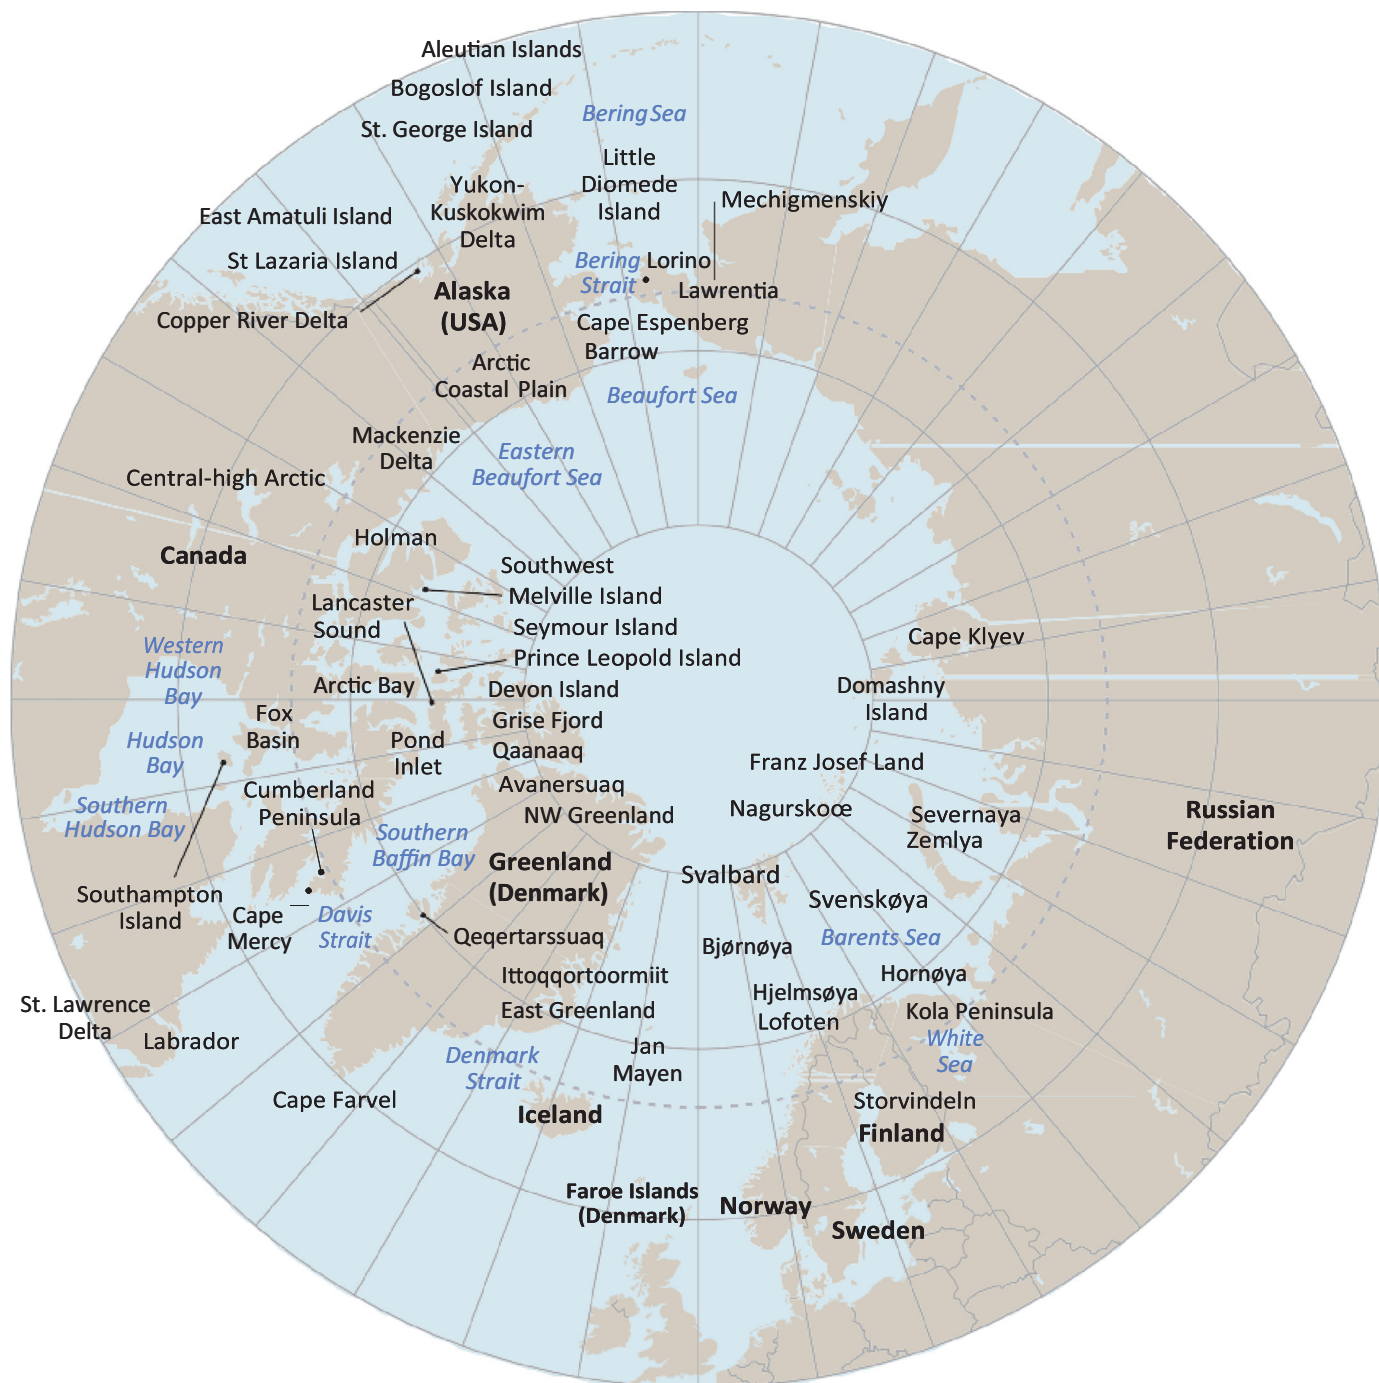 Aleutian Islands
Bogoslof Island
Bering Sea
St. George Island
Little
Diomede
Island
Yukon-
Kuskokwim
Delta
Mechigmenskiy
East Amatuli Island
St Lazaria Island
Bering
Strait
Lorino
Lawrentia
Alaska
(USA)
Copper River Delta
Cape Espenberg
Barrow
Arctic
Coastal Plain
Beaufort Sea
Mackenzie
Delta
Eastern
Beaufort Sea
Central-high Arctic
Holman
Canada
Southwest
Melville Island
Lancaster
Sound
Seymour Island
Cape Klyev
Western
Hudson
Bay
Prince Leopold Island
Arctic Bay
Devon Island
Domashny
Island
Fox
Basin
Grise Fjord
Hudson
Bay
Pond
Inlet
Qaanaaq
Franz Josef Land
Cumberland
Peninsula
Avanersuaq
Southern
Hudson Bay
NW Greenland
Nagurskoœ
Severnaya
Zemlya
Russian
Federation
Southern
Baffin Bay
Greenland
(Denmark)
Svalbard
Southampton
Island
Cape
Mercy
Davis
Strait
Svenskøya
Qeqertarssuaq
Bjørnøya
Barents Sea
Ittoqqortoormiit
Hornøya
East Greenland
Hjelmsøya
Lofoten
Kola Peninsula
St. Lawrence
Delta
Labrador
White
Sea
Denmark
Strait
Jan
Mayen
Cape Farvel
Iceland
Storvindeln
Finland
Faroe Islands
(Denmark)
Norway
Sweden